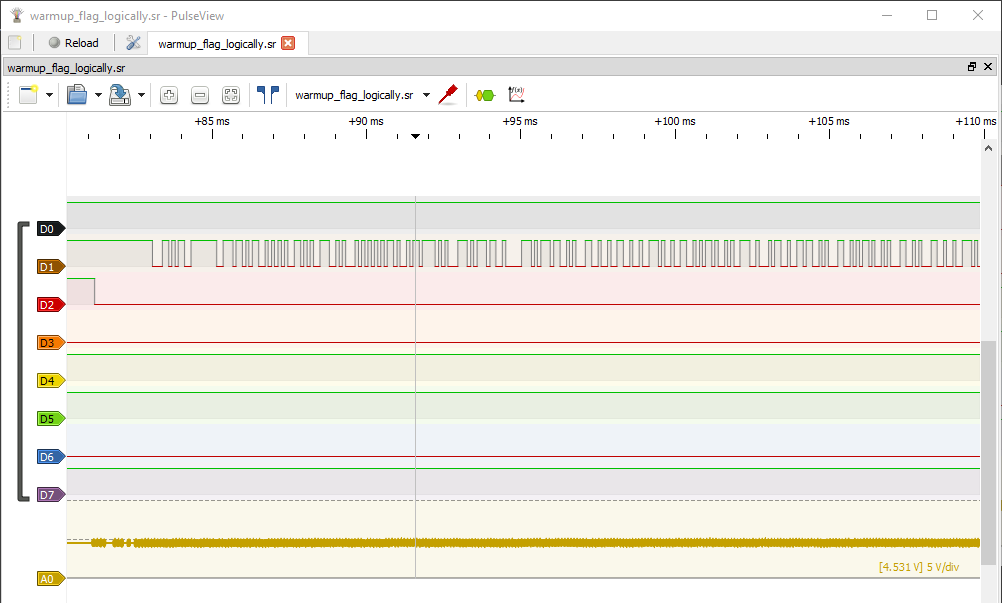 warmup_flag_logically.sr - PulseView
Reload
warmup_flag_logically.sr
warmup_flag_logically.sr
warmup_flag_logically.sr
f(x)
+85 ms +90 ms +95 ms +100 ms +105 ms +110 ms
D0
D1
D2
D3
D4
D5
D6
D7
[4.531 V] 5 V/div
A0